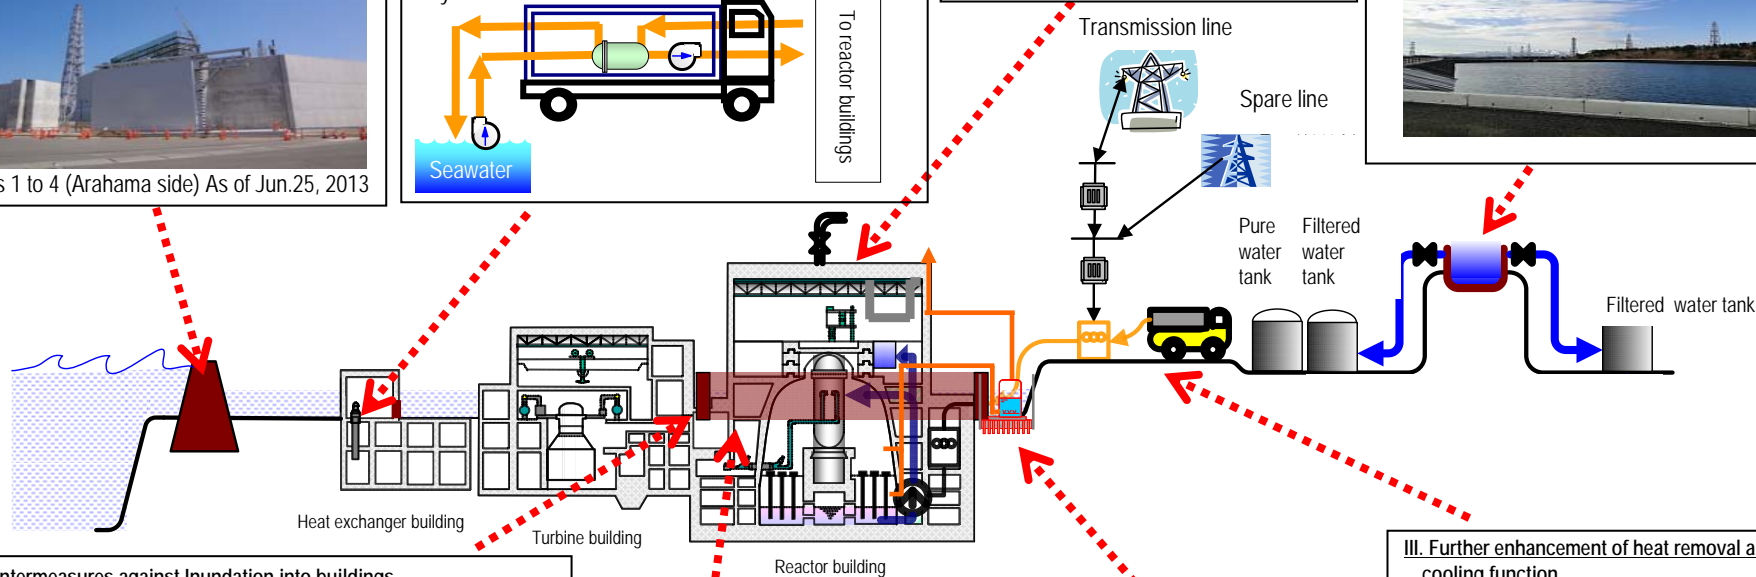 s 1 to 4 (Arahama side) As of Jun.25, 2013
Seawater
To reactor buildings
Transmission line
Spare line
Pure
water
tank
Filtered
water
tank
Filtered water tank
Heat exchanger building
Turbine building
Reactor building
ntermeasures against Inundation into buildings
III. Further enhancement of heat removal a
cooling function